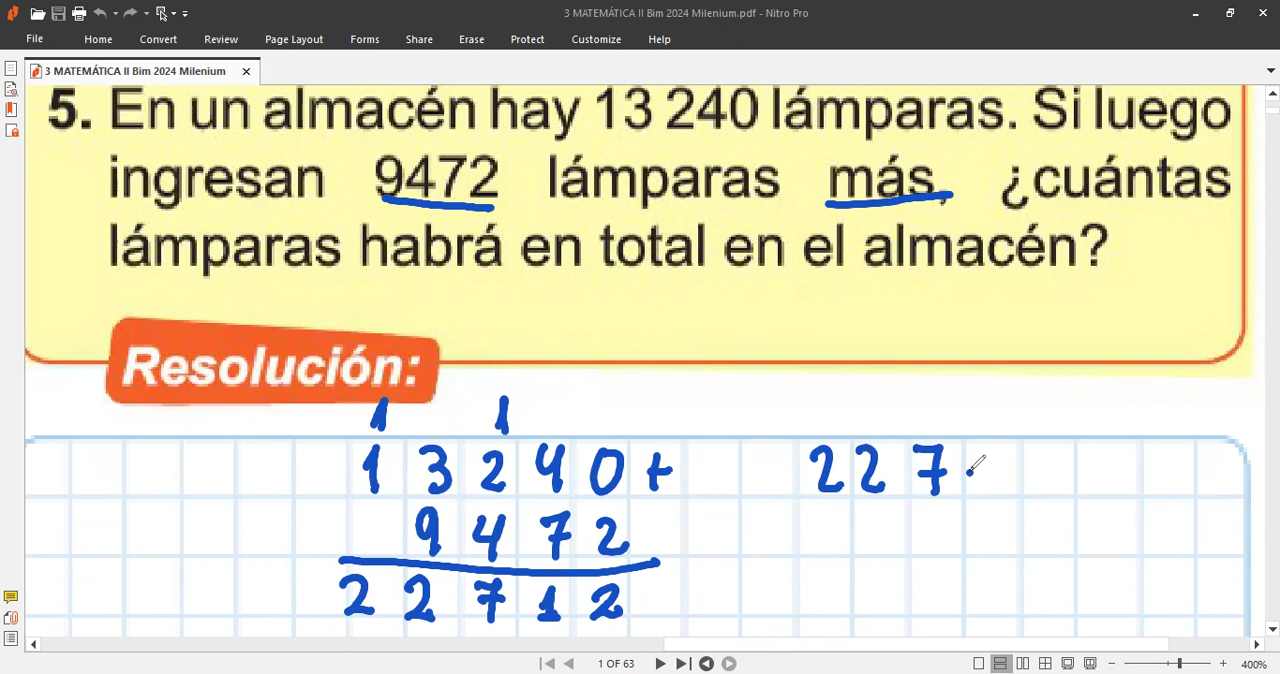 3 MATEMÁTICA II Bim 2024 Milenium.pdf - Nitro Pro
File Home Convert Review Page Layout Forms Share Erase Protect Customize Help
3 MATEMÁTICA II Bim 2024 Milenium
5. En un almacén hay 13 240 lámparas. Si luego
ingresan 9472 lámparas más, ¿cuántas
lámparas habrá en total en el almacén?
Resolución:
1 1
1 3 2 4 0 + 2 2 7
9 4 7 2
2 2 7 1 2
1 OF 63
400%